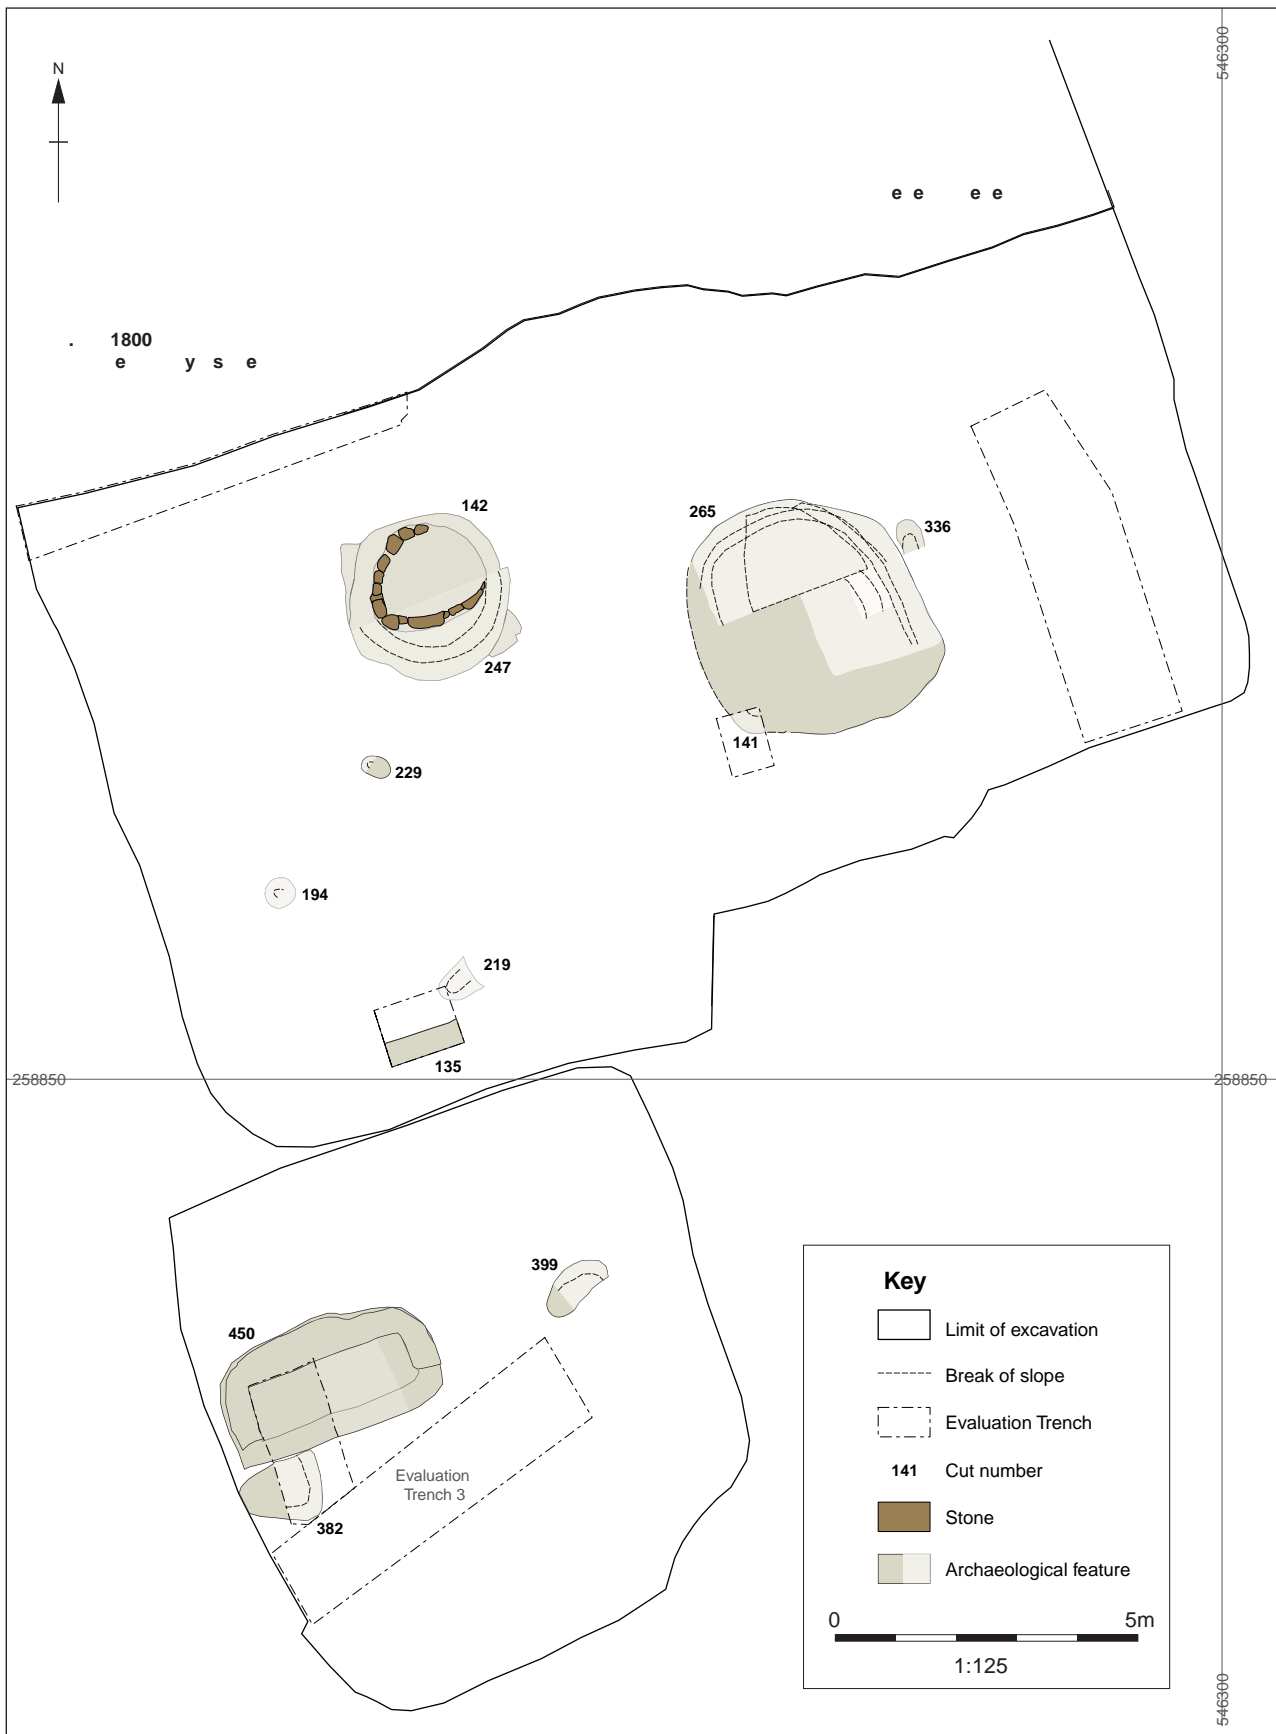 N
546300
e e e e
. 1800
e y s e
142
265
336
247
141
229
194
219
135
258850
258850
399
450
Evaluation
Trench 3
382
Key
Limit of excavation
Break of slope
Evaluation Trench
141 Cut number
Stone
Archaeological feature
0 5m
1:125
546300